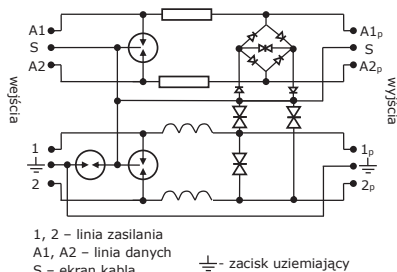 A1
S
A2
A1p
S
A2p
wejścia
wyjścia
1
2
1p
2p
1, 2 – linia zasilania
A1, A2 – linia danych
S – ekran kabla
- zacisk uziemiający